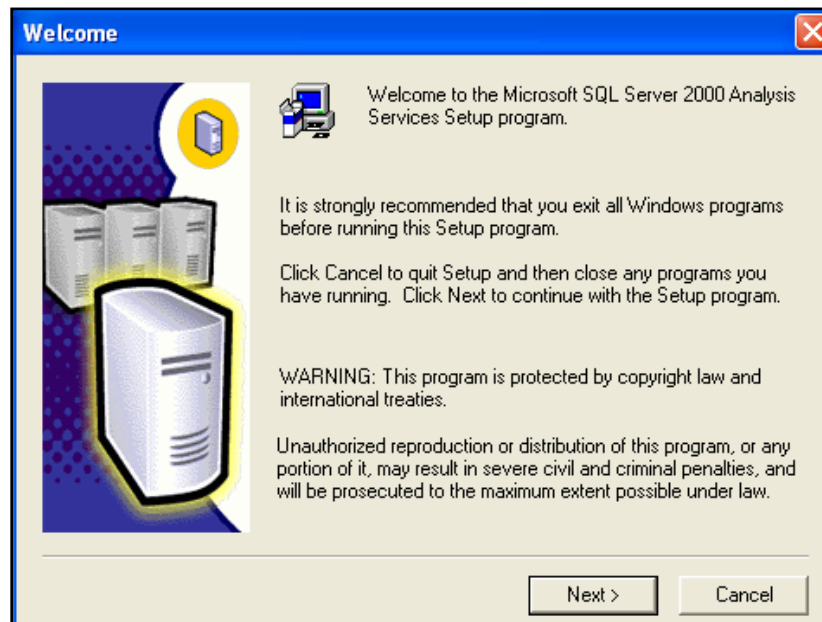 Welcome
Welcome to the Microsoft SQL Server 2000 Analysis
Services Setup program.
It is strongly recommended that you exit all Windows programs
before running this Setup program.
Click Cancel to quit Setup and then close any programs you
have running.  Click Next to continue with the Setup program.
WARNING: This program is protected by copyright law and
international treaties.
Unauthorized reproduction or distribution of this program, or any
portion of it, may result in severe civil and criminal penalties, and
will be prosecuted to the maximum extent possible under law.
Next >
Cancel